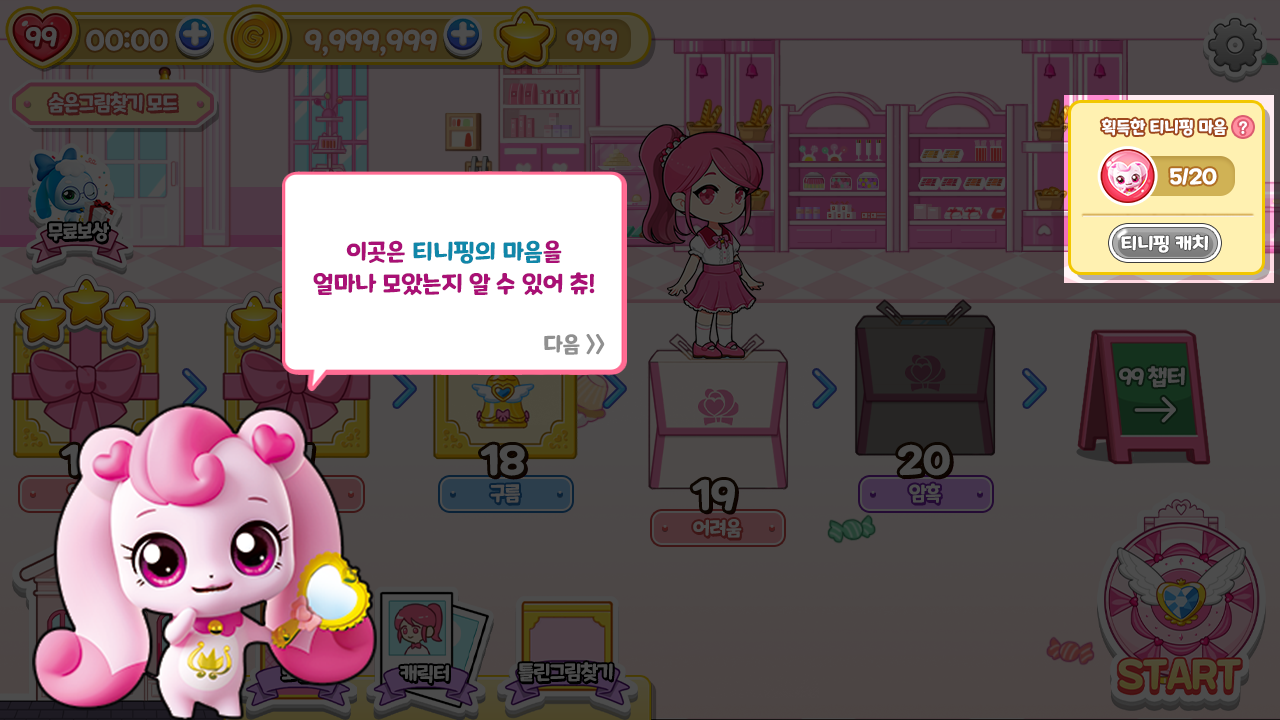 99
00:00
G
9,999,999
999
숨은그림찾기 모드
무료보상
획득한 티니핑 마음 ?
5/20
티니핑 캐치
이곳은 티니핑의 마음을
얼마나 모았는지 알 수 있어 츄!
다음 》
18
구름
19
어려움
20
암흑
99 챕터
캐릭터
틀린그림찾기
START